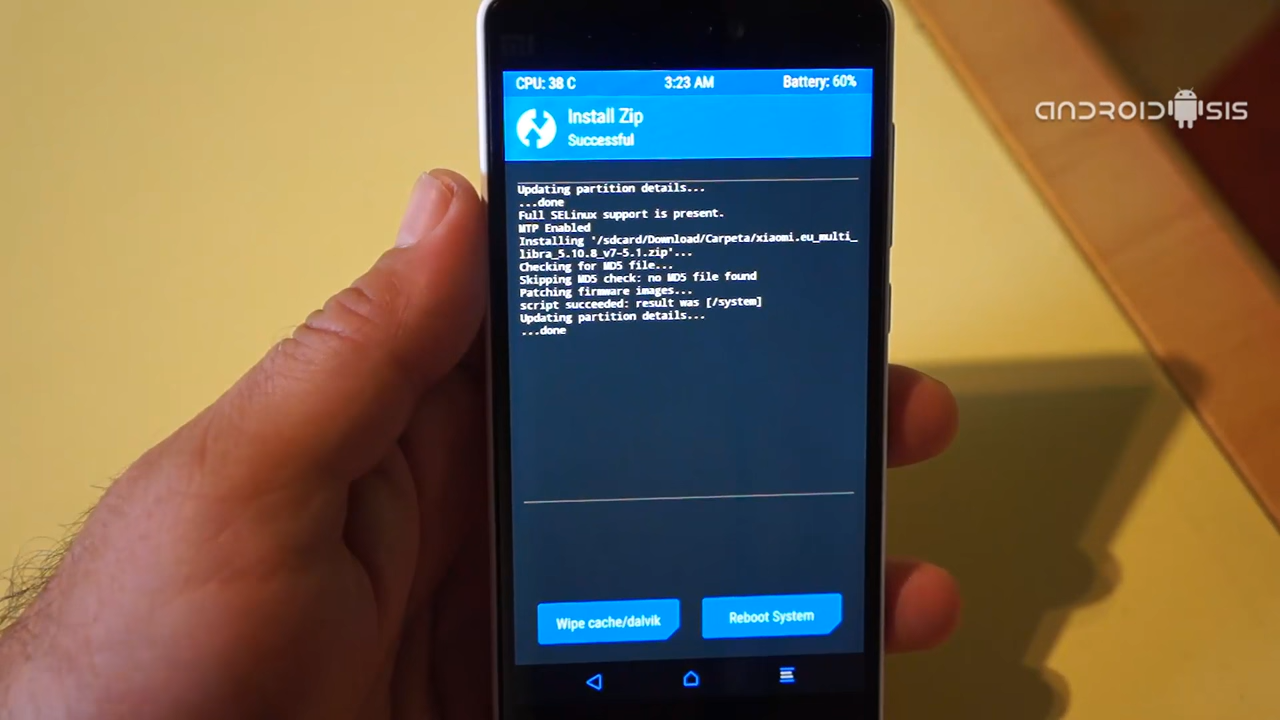 CPU: 38 C 3:23 AM Battery: 60%
Install Zip
Successful
ANDROID SIS
Updating partition details...
...done
Full SELinux support is present.
MTP Enabled
Installing '/sdcard/Download/Carpeta/xiaomi.eu_multi_
libra_5.10.8_v7-5.1.zip'...
Checking for MD5 file...
Skipping MD5 check: no MD5 file found
Patching firmware images...
script succeeded: result was [/system]
Updating partition details...
...done
Wipe cache/dalvik
Reboot System